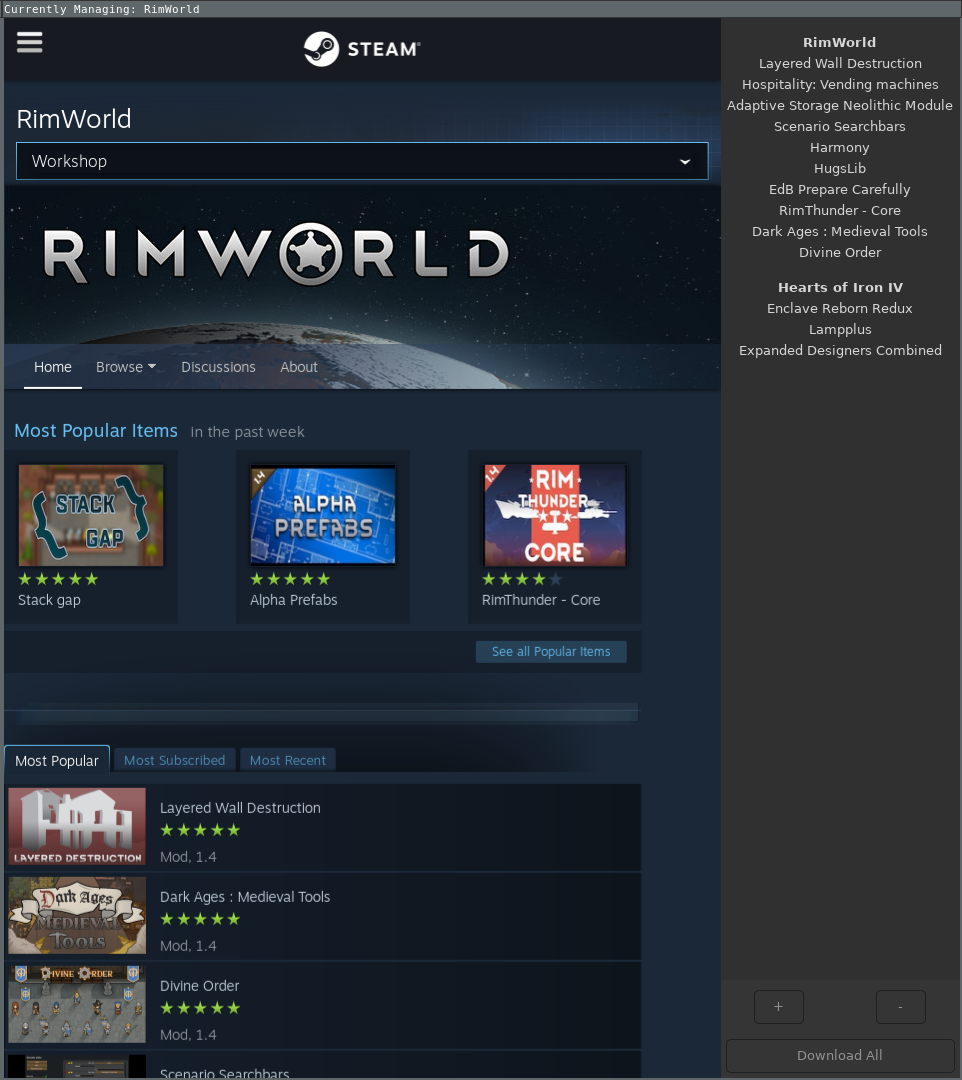 Currently Managing: RimWorld
STEAM
RimWorld
Workshop
RIMWORLD
Home Browse Discussions About
Most Popular Items in the past week
STACK
GAP
Stack gap
1.4
ALPHA
PREFABS
Alpha Prefabs
1.4
RIM
THUNDER
CORE
RimThunder - Core
See all Popular Items
Most Popular Most Subscribed Most Recent
LAYERED DESTRUCTION
Layered Wall Destruction
Mod, 1.4
Dark Ages
MEDIEVAL
TOOLS
Dark Ages : Medieval Tools
Mod, 1.4
DIVINE ORDER
Divine Order
Mod, 1.4
Scenario Searchbars
RimWorld
Layered Wall Destruction
Hospitality: Vending machines
Adaptive Storage Neolithic Module
Scenario Searchbars
Harmony
HugsLib
EdB Prepare Carefully
RimThunder - Core
Dark Ages : Medieval Tools
Divine Order
Hearts of Iron IV
Enclave Reborn Redux
Lampplus
Expanded Designers Combined
+ -
Download All